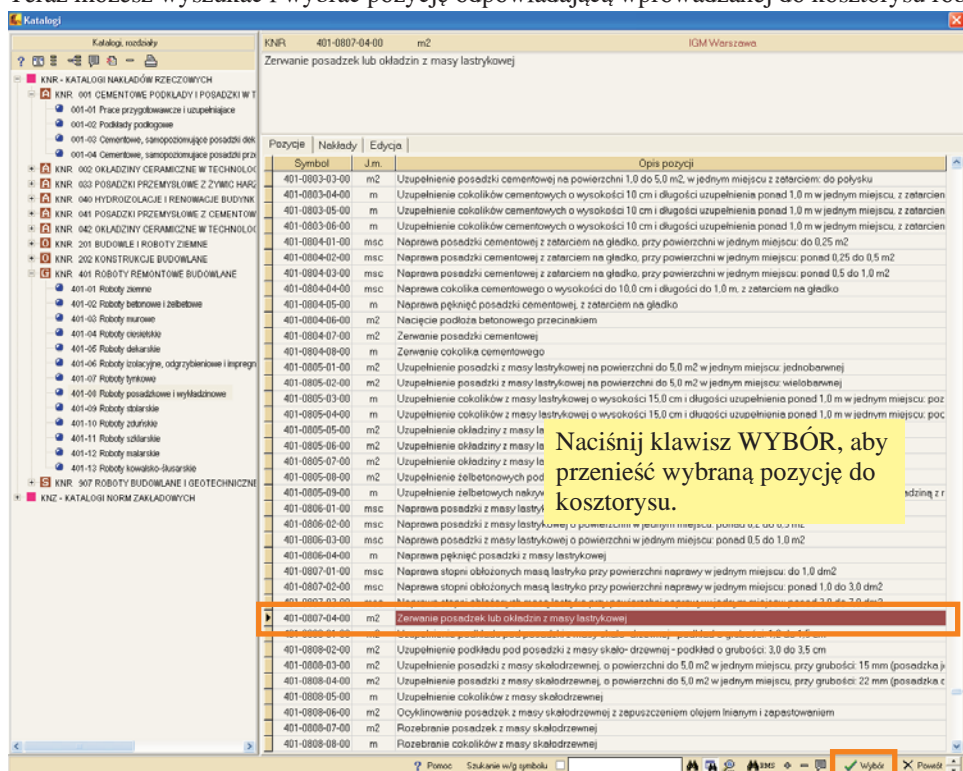 Teraz możesz wyszukać i wybrać pozycję odpowiadającą wprowadzanej do kosztorysu
Katalogi
Katalogi, rozdziały
KNR - KATALOGI NAKŁADÓW RZECZOWYCH
KNR 001 CEMENTOWE PODKŁADY I POSADZKI W T
001-01 Prace przygotowawcze i uzupełniajace
001-02 Podkłady podłogowe
001-03 Cementowe, samopoziomujące posadzki dek
001-04 Cementowe, samopoziomujące posadzki prze
KNR 002 OKŁADZINY CERAMICZNE W TECHNOLOG
KNR 003 POSADZKI PRZEMYSŁOWE Z ŻYWIC HARZ
KNR 040 HYDROIZOLACJE I RENOWACJE BUDYNK
KNR 041 POSADZKI PRZEMYSŁOWE Z CEMENTOW
KNR 042 OKŁADZINY CERAMICZNE W TECHNOLOG
KNR 201 BUDOWLE I ROBOTY ZIEMNE
KNR 202 KONSTRUKCJE BUDOWLANE
KNR 401 ROBOTY REMONTOWE BUDOWLANE
401-01 Roboty ziemne
401-02 Roboty betonowe i żelbetowe
401-03 Roboty murowe
401-04 Roboty ciesielskie
401-05 Roboty dekarskie
401-06 Roboty izolacyjne, odgrzybieniowe i impregn
401-07 Roboty tynkowe
401-08 Roboty posadzkowe i wykładzinowe
401-09 Roboty stolarskie
401-10 Roboty zduńskie
401-11 Roboty szklarskie
401-12 Roboty malarskie
401-13 Roboty kowalsko-ślusarskie
KNR 907 ROBOTY BUDOWLANE I GEOTECHNICZNE
KNZ - KATALOGI NORM ZAKŁADOWYCH
KNR 401-0807-04-00 m2 IGM Warszawa
Zerwanie posadzek lub okładzin z masy lastrykowej
Pozycje Nakłady Edycja
Symbol J.m. Opis pozycji
401-0803-03-00 m2 Uzupełnienie posadzki cementowej na powierzchni 1,0 do 5,0 m2, w jednym miejscu z zatarciem: do połysku
401-0803-04-00 m Uzupełnienie cokolików cementowych o wysokości 10 cm i długości uzupełnienia ponad 1,0 m w jednym miejscu, z zatarcien
401-0803-05-00 m Uzupełnienie cokolików cementowych o wysokości 10 cm i długości uzupełnienia ponad 1,0 m w jednym miejscu, z zatarcien
401-0803-06-00 m Uzupełnienie cokolików cementowych o wysokości 10 cm i długości uzupełnienia ponad 1,0 m w jednym miejscu, z zatarcien
401-0804-01-00 msc Naprawa posadzki cementowej z zatarciem na gładko, przy powierzchni w jednym miejscu: do 0,25 m2
401-0804-02-00 msc Naprawa posadzki cementowej z zatarciem na gładko, przy powierzchni w jednym miejscu: ponad 0,25 do 0,5 m2
401-0804-03-00 msc Naprawa posadzki cementowej z zatarciem na gładko, przy powierzchni w jednym miejscu: ponad 0.5 do 1,0 m2
401-0804-04-00 msc Naprawa cokolika cementowego o wysokości do 10,0 cm i długości do 1,0 m, z zatarciem na gładko
401-0804-05-00 m Naprawa pęknięć posadzki cementowej, z zatarciem na gładko
401-0804-06-00 m2 Nacięcie podłoża betonowego przecinakiem
401-0804-07-00 m2 Zerwanie posadzki cementowej
401-0804-08-00 m Zerwanie cokolika cementowego
401-0805-01-00 m2 Uzupełnienie posadzki z masy lastrykowej na powierzchni do 5,0 m2 w jednym miejscu: jednobarwnej
401-0805-02-00 m2 Uzupełnienie posadzki z masy lastrykowej na powierzchni do 5,0 m2 w jednym miejscu: wielobarwnej
401-0805-03-00 m Uzupełnienie cokolików z masy lastrykowej o wysokości 15,0 cm i długości uzupełnienia ponad 1,0 m w jednym miejscu: poz
401-0805-04-00 m Uzupełnienie cokolików z masy lastrykowej o wysokości 15,0 cm i długości uzupełnienia ponad 1,0 m w jednym miejscu: poc
401-0805-05-00 m2 Uzupełnienie okładziny z masy la
401-0805-06-00 m2 Uzupełnienie okładziny z masy la
401-0805-07-00 m2 Uzupełnienie okładziny z masy la
401-0805-08-00 m2 Uzupełnienie żelbetonowych pod
401-0805-09-00 m Uzupełnienie żelbetowych nakryw adziną z r
401-0806-01-00 msc Naprawa posadzki z masy lastryk
401-0806-02-00 msc Naprawa posadzki z masy lastrykowej o powierzchni w jednym miejscu: ponad 0,2 do 0,5 m2
401-0806-03-00 msc Naprawa posadzki z masy lastrykowej o powierzchni w jednym miejscu: ponad 0,5 do 1,0 m2
401-0806-04-00 m Naprawa pęknięć posadzki z masy lastrykowej
401-0807-01-00 msc Naprawa stopni obłożonych masą lastryko przy powierzchni naprawy w jednym miejscu: do 1,0 dm2
401-0807-02-00 msc Naprawa stopni obłożonych masą lastryko przy powierzchni naprawy w jednym miejscu: ponad 1,0 do 3,0 dm2
401-0807-04-00 m2 Zerwanie posadzek lub okładzin z masy lastrykowej
401-0808-02-00 m2 Uzupełnienie podkładu pod posadzki z masy skało- drzewnej - podkład o grubości: 3,0 do 3,5 cm
401-0808-03-00 m2 Uzupełnienie posadzki z masy skałodrzewnej, o powierzchni do 5,0 m2 w jednym miejscu, przy grubości: 15 mm (posadzka j
401-0808-04-00 m2 Uzupełnienie posadzki z masy skałodrzewnej, o powierzchni do 5,0 m2 w jednym miejscu, przy grubości: 22 mm (posadzka c
401-0808-05-00 m Uzupełnienie cokolików z masy skałodrzewnej
401-0808-06-00 m2 Ocyklinowanie posadzek z masy skałodrzewnej z zapuszczeniem olejem lnianym i zapastowaniem
401-0808-07-00 m2 Rozebranie posadzek z masy skałodrzewnej
401-0808-08-00 m Rozebranie cokolików z masy skałodrzewnej
Naciśnij klawisz WYBÓR, aby
przenieść wybraną pozycję do
kosztorysu.
? Pomoc Szukanie w/g symbolu SMS Wybór Powrót